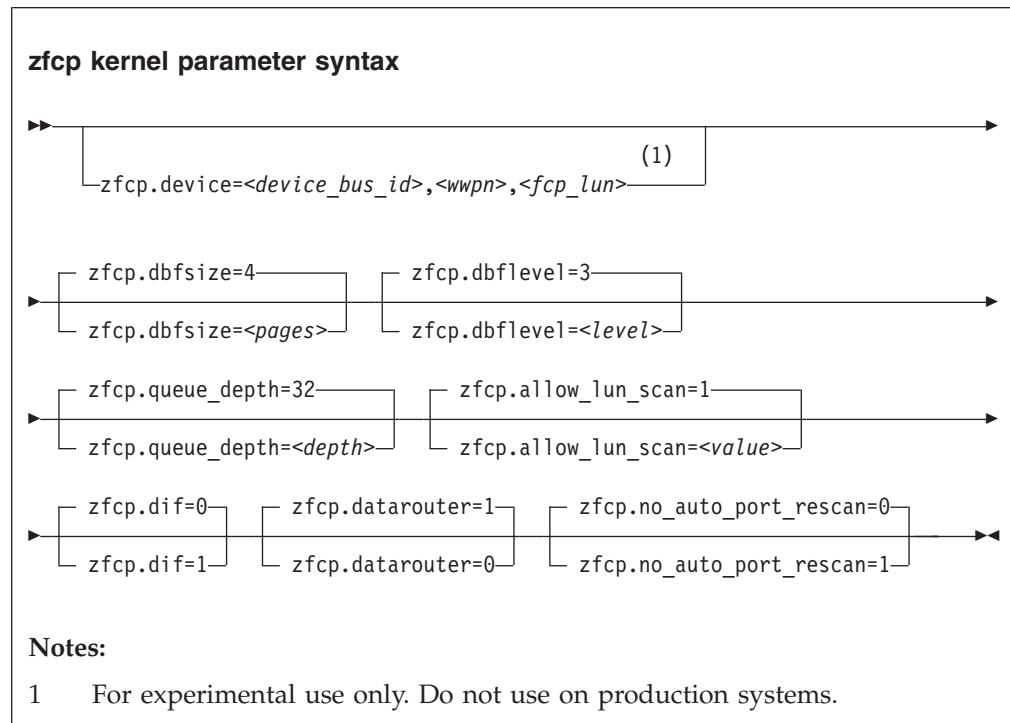 zfcp kernel parameter syntax
(1)
zfcp.device=<device_bus_id>,<wwpn>,<fcp_lun>
zfcp.dbfsize=4 zfcp.dbflevel=3
zfcp.dbfsize=<pages> zfcp.dbflevel=<level>
zfcp.queue_depth=32 zfcp.allow_lun_scan=1
zfcp.queue_depth=<depth> zfcp.allow_lun_scan=<value>
zfcp.dif=0 zfcp.datarouter=1 zfcp.no_auto_port_rescan=0
zfcp.dif=1 zfcp.datarouter=0 zfcp.no_auto_port_rescan=1
Notes:
1 For experimental use only. Do not use on production systems.